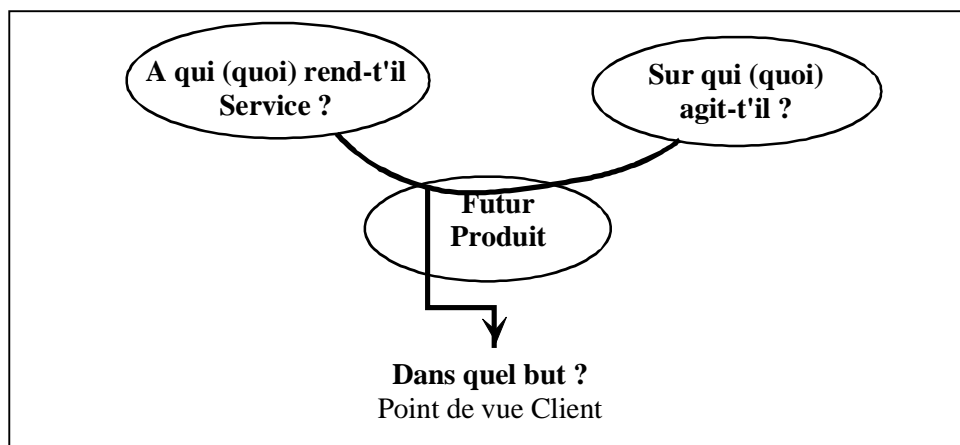 A qui (quoi) rend-t'il
Service ?
Sur qui (quoi)
agit-t'il ?
Futur
Produit
Dans quel but ?
Point de vue Client